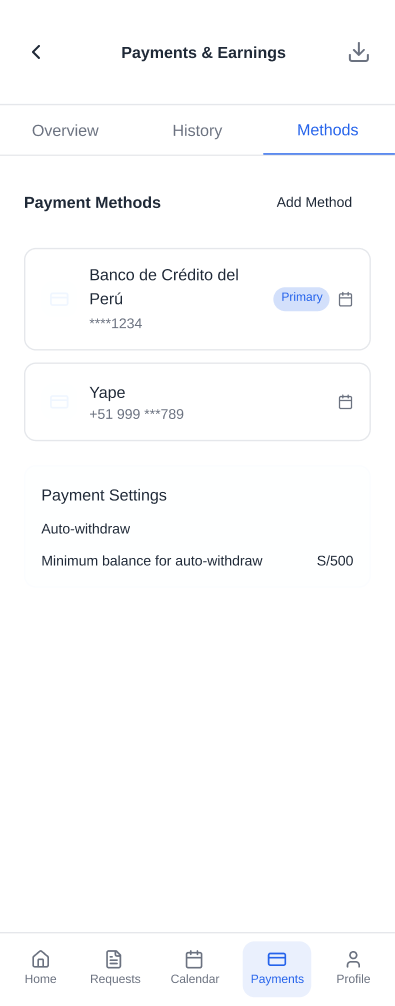 Payments & Earnings
Overview
History
Methods
Payment Methods
Add Method
Banco de Crédito del
Perú
Primary
****1234
Yape
+51 999 ***789
Payment Settings
Auto-withdraw
Minimum balance for auto-withdraw
S/500
Home
Requests
Calendar
Payments
Profile